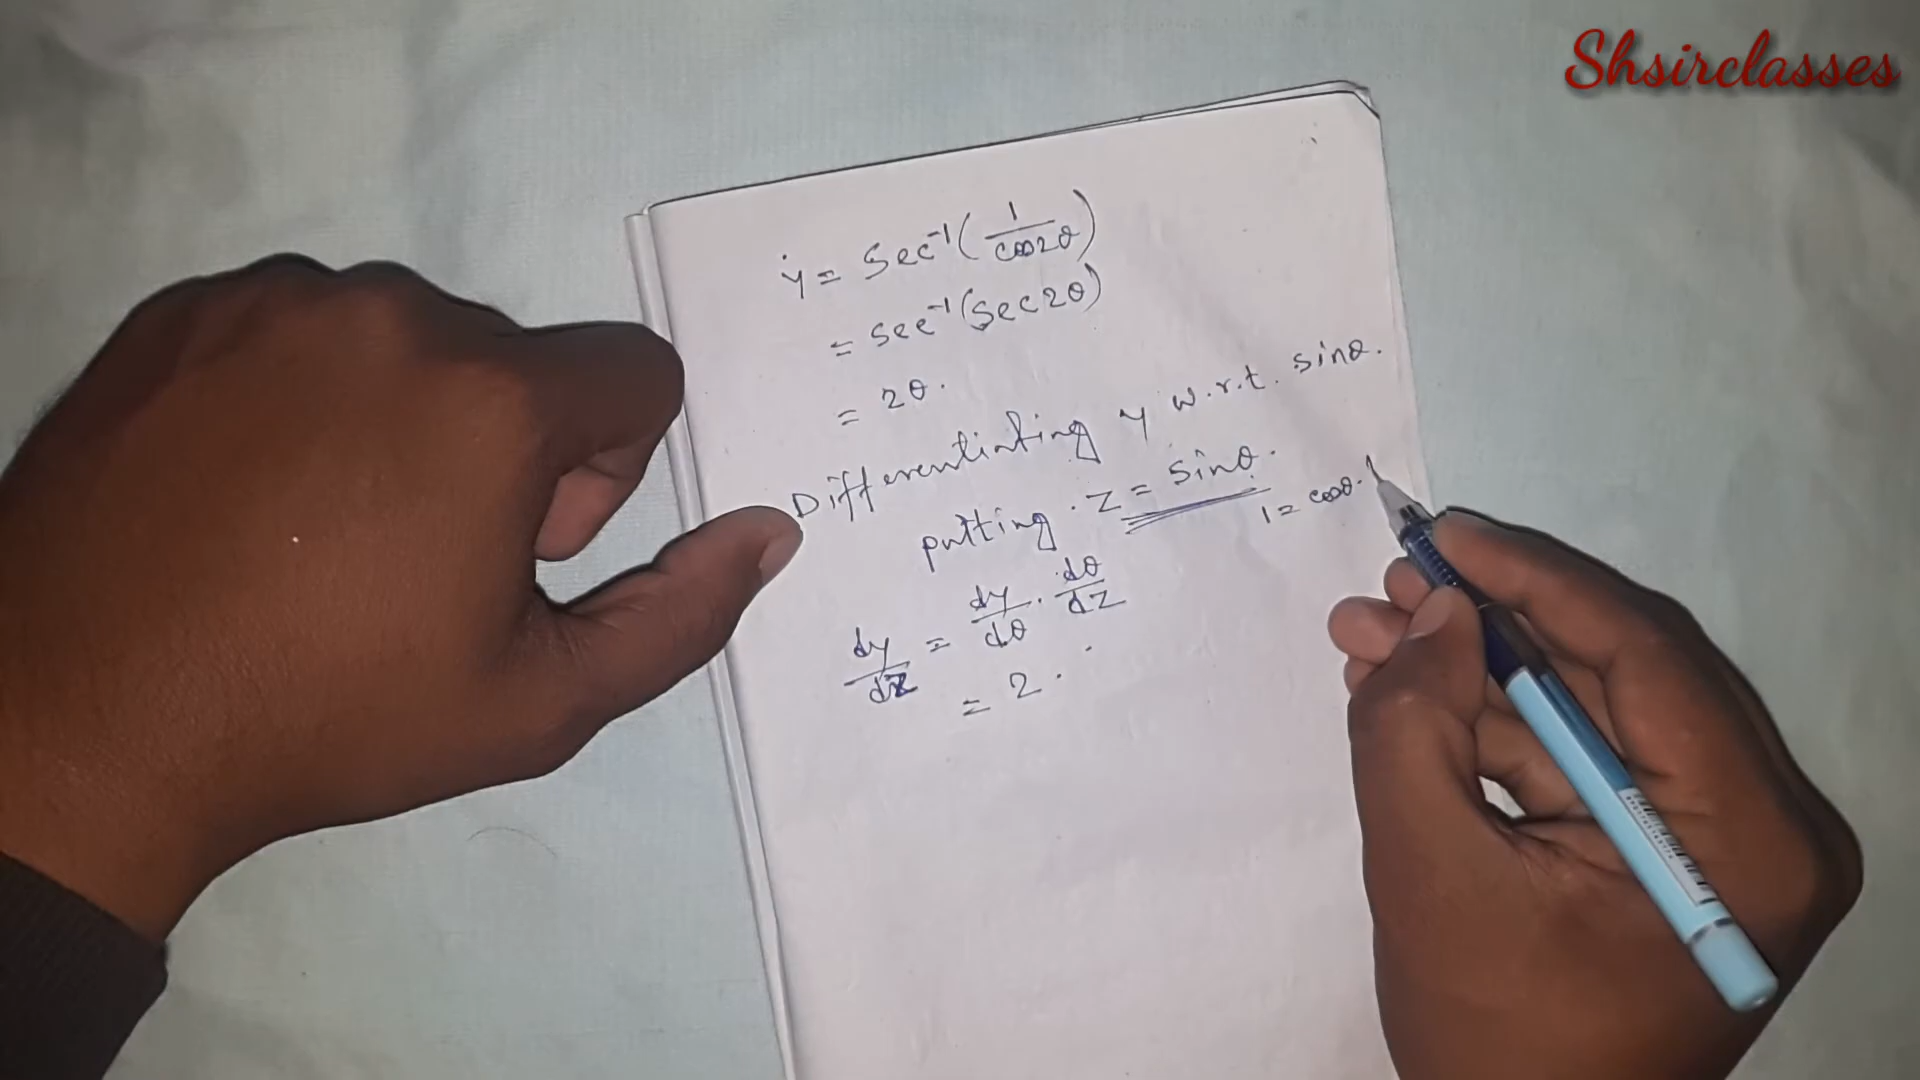 Shsirclasses
y = Sec⁻¹(1/cos2θ)
= sec⁻¹(sec2θ)
= 2θ.
Differentiating y w.r.t. sinθ.
putting. z = sinθ.
1 = cosθ.
dy/dz = dy/dθ . dθ/dz
= 2 .